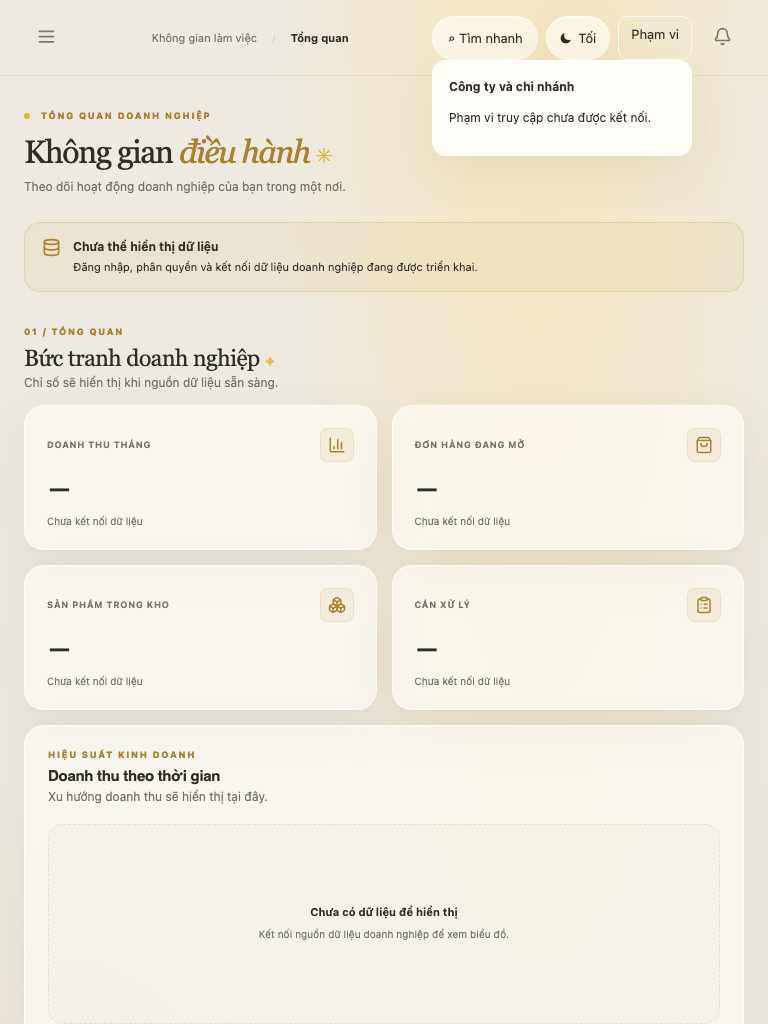 Không gian làm việc / Tổng quan
Tìm nhanh
Tối
Phạm vi
Công ty và chi nhánh
Phạm vi truy cập chưa được kết nối.
TỔNG QUAN DOANH NGHIỆP
Không gian điều hành
Theo dõi hoạt động doanh nghiệp của bạn trong một nơi.
Chưa thể hiển thị dữ liệu
Đăng nhập, phân quyền và kết nối dữ liệu doanh nghiệp đang được triển khai.
01 / TỔNG QUAN
Bức tranh doanh nghiệp
Chỉ số sẽ hiển thị khi nguồn dữ liệu sẵn sàng.
DOANH THU THÁNG
—
Chưa kết nối dữ liệu
ĐƠN HÀNG ĐANG MỞ
—
Chưa kết nối dữ liệu
SẢN PHẨM TRONG KHO
—
Chưa kết nối dữ liệu
CẦN XỬ LÝ
—
Chưa kết nối dữ liệu
HIỆU SUẤT KINH DOANH
Doanh thu theo thời gian
Xu hướng doanh thu sẽ hiển thị tại đây.
Chưa có dữ liệu để hiển thị
Kết nối nguồn dữ liệu doanh nghiệp để xem biểu đồ.